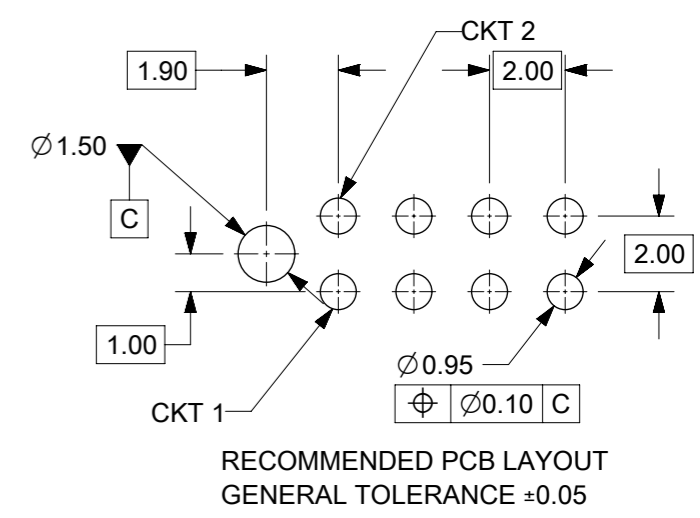 CKT 2
1.90
2.00
∅1.50
C
2.00
1.00
∅0.95
⌖ ∅0.10 C
CKT 1
RECOMMENDED PCB LAYOUT
GENERAL TOLERANCE ±0.05